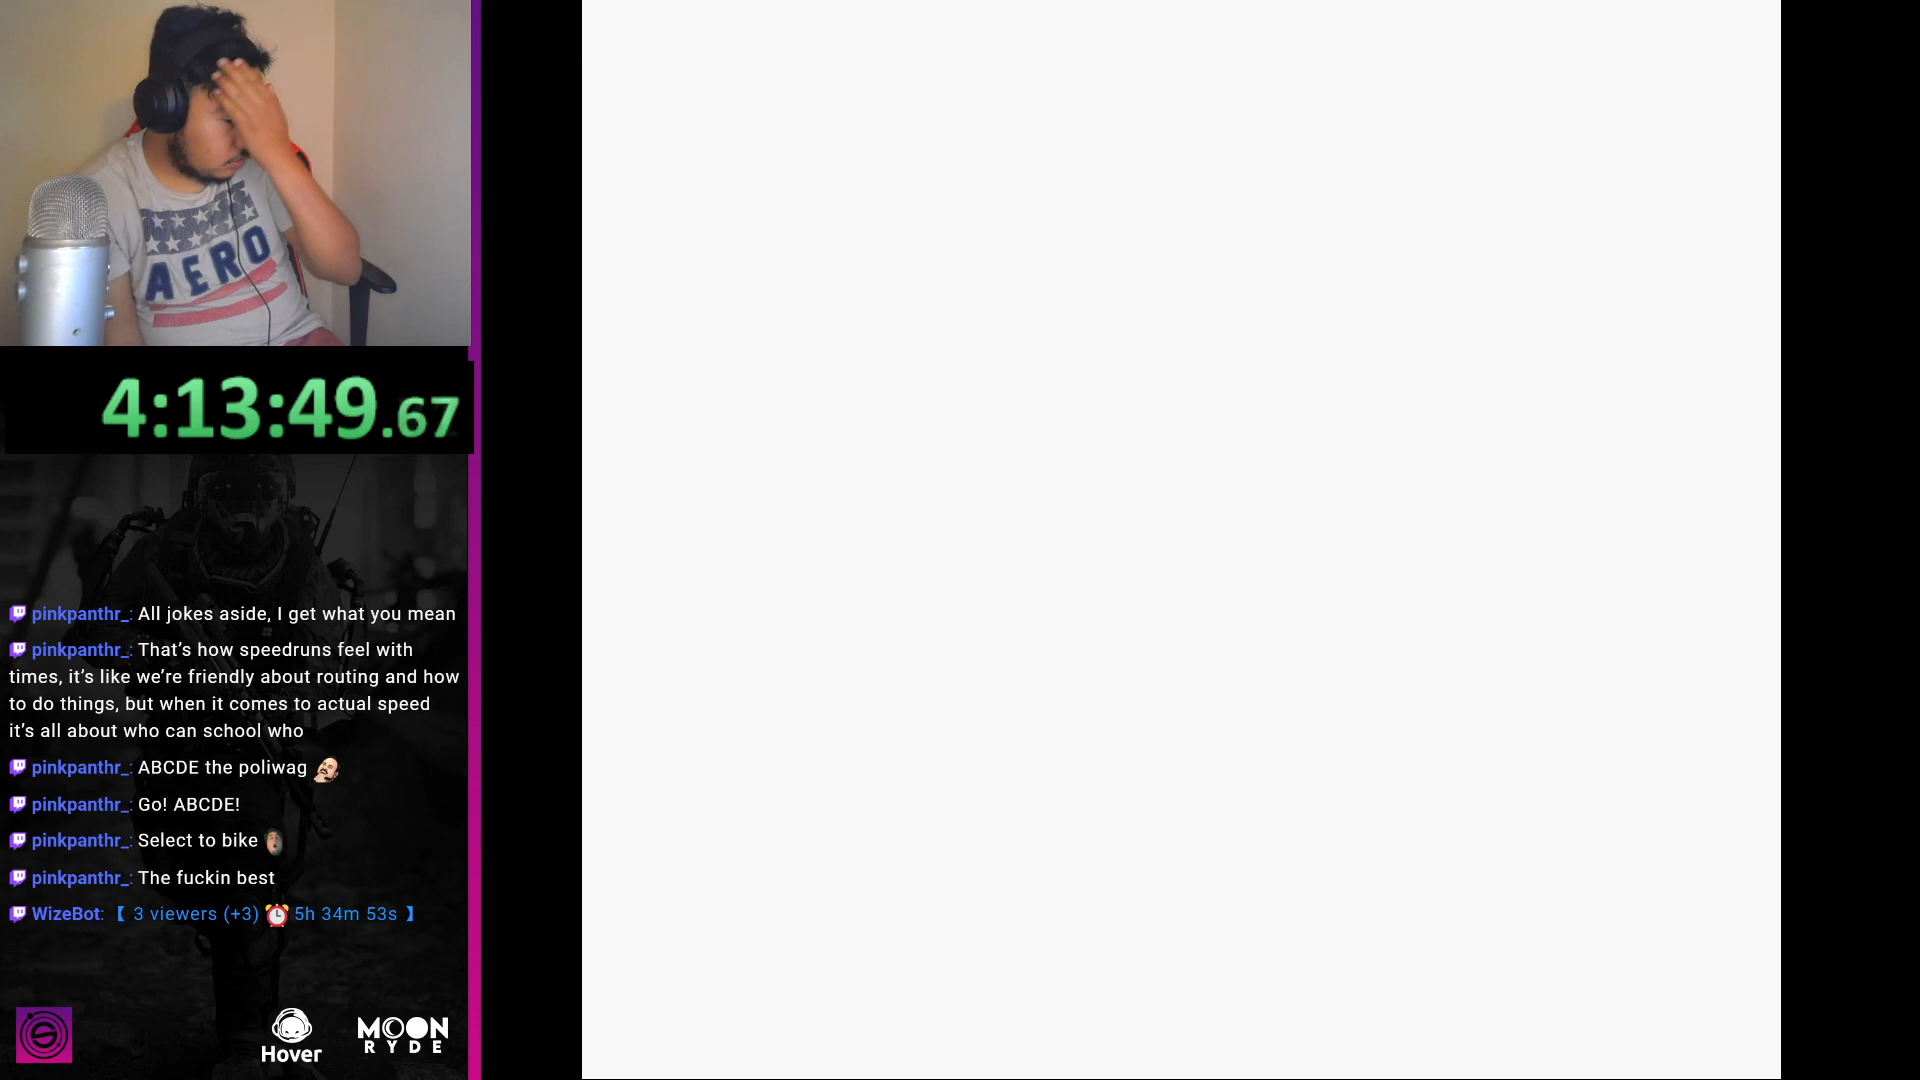 AERO
4:13:49.67
pinkpanthr_: All jokes aside, I get what you mean
pinkpanthr_: That’s how speedruns feel with
times, it’s like we’re friendly about routing and how
to do things, but when it comes to actual speed
it’s all about who can school who
pinkpanthr_: ABCDE the poliwag
pinkpanthr_: Go! ABCDE!
pinkpanthr_: Select to bike
pinkpanthr_: The fuckin best
WizeBot: 【 3 viewers (+3) ⏰ 5h 34m 53s 】
Hover
MOON
RYDE